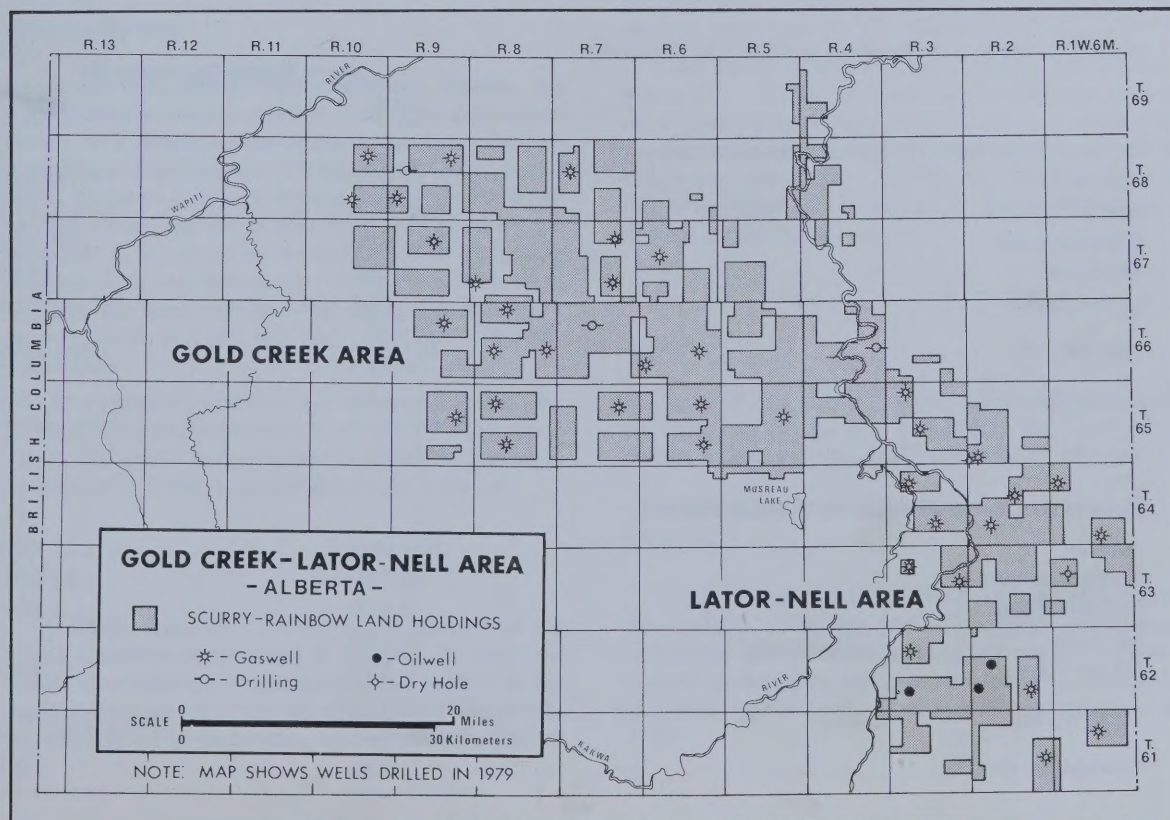 R.13 R.12 R.11 R.10 R.9 R.8 R.7 R.6 R.5 R.4 R.3 R.2 R.1W.6M.
RIVER
T. 69
T. 68
WAPITI
T. 67
BRITISH COLUMBIA
GOLD CREEK AREA
T. 66
T. 65
MUSREAU
LAKE
T. 64
GOLD CREEK-LATOR-NELL AREA
- ALBERTA -
SCURRY-RAINBOW LAND HOLDINGS
- Gaswell
- Oilwell
- Drilling
- Dry Hole
SCALE 0 20 Miles
0 30 Kilometers
NOTE: MAP SHOWS WELLS DRILLED IN 1979
LATOR-NELL AREA
T. 63
RIVER
T. 62
KAKWA
T. 61